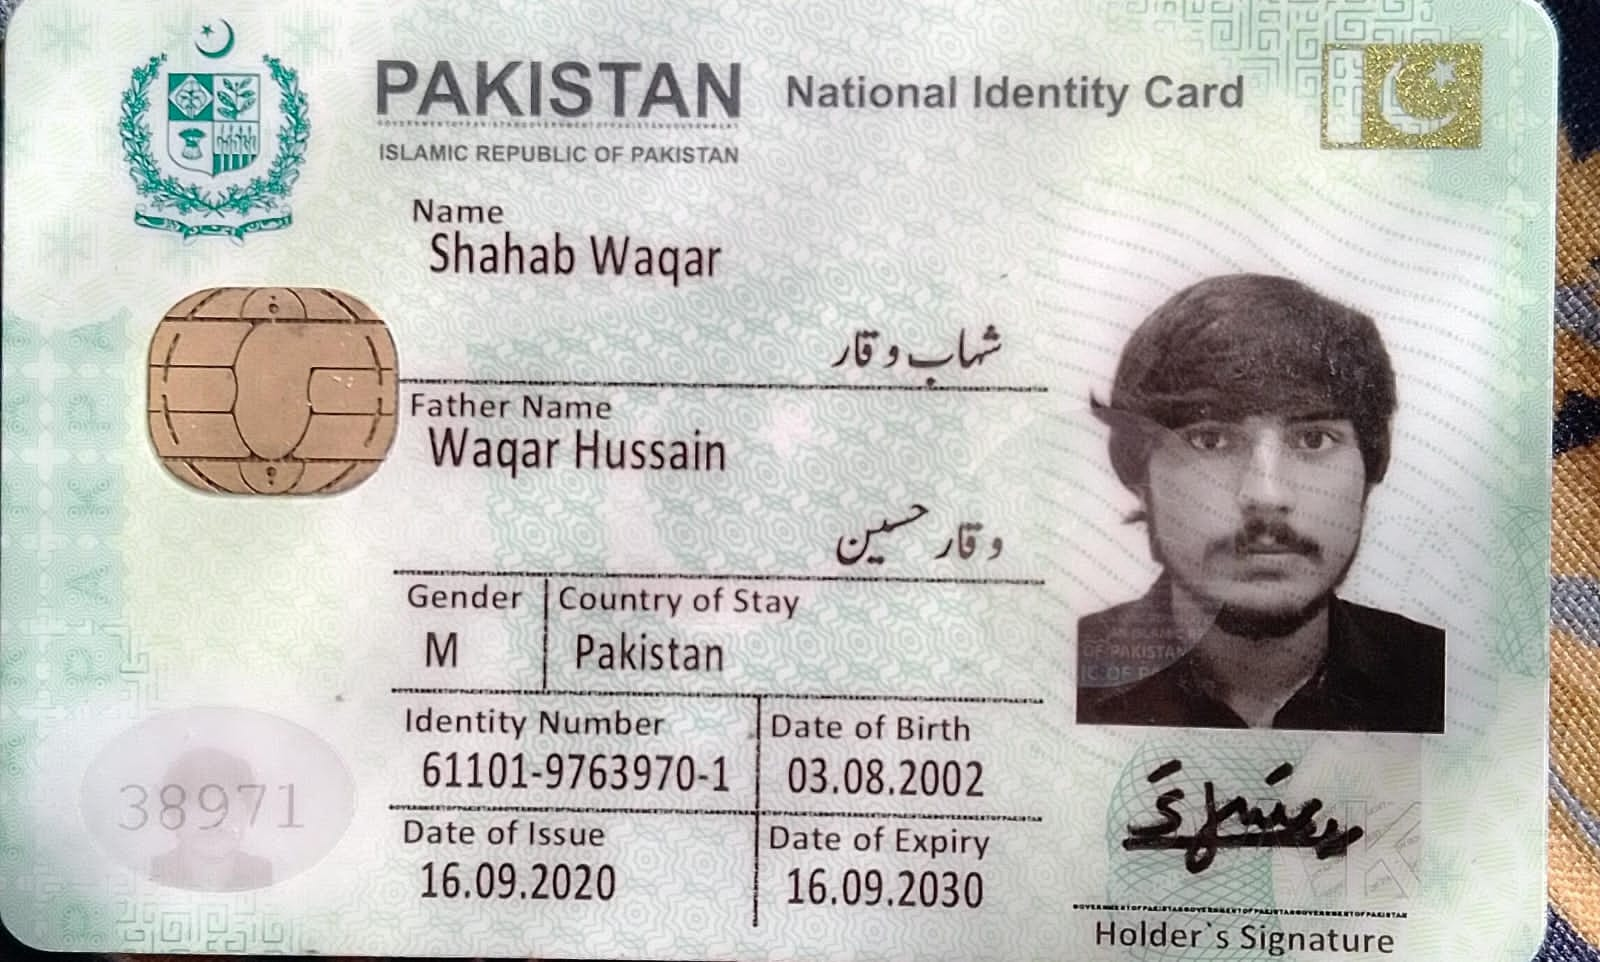 PAKISTAN National Identity Card
ISLAMIC REPUBLIC OF PAKISTAN
Name
Shahab Waqar
شہاب وقار
Father Name
Waqar Hussain
وقار حسین
Gender Country of Stay
M Pakistan
OF PAKISTAN
Identity Number Date of Birth
61101-9763970-1 03.08.2002
38971
Date of Issue Date of Expiry
16.09.2020 16.09.2030
Holder`s Signature